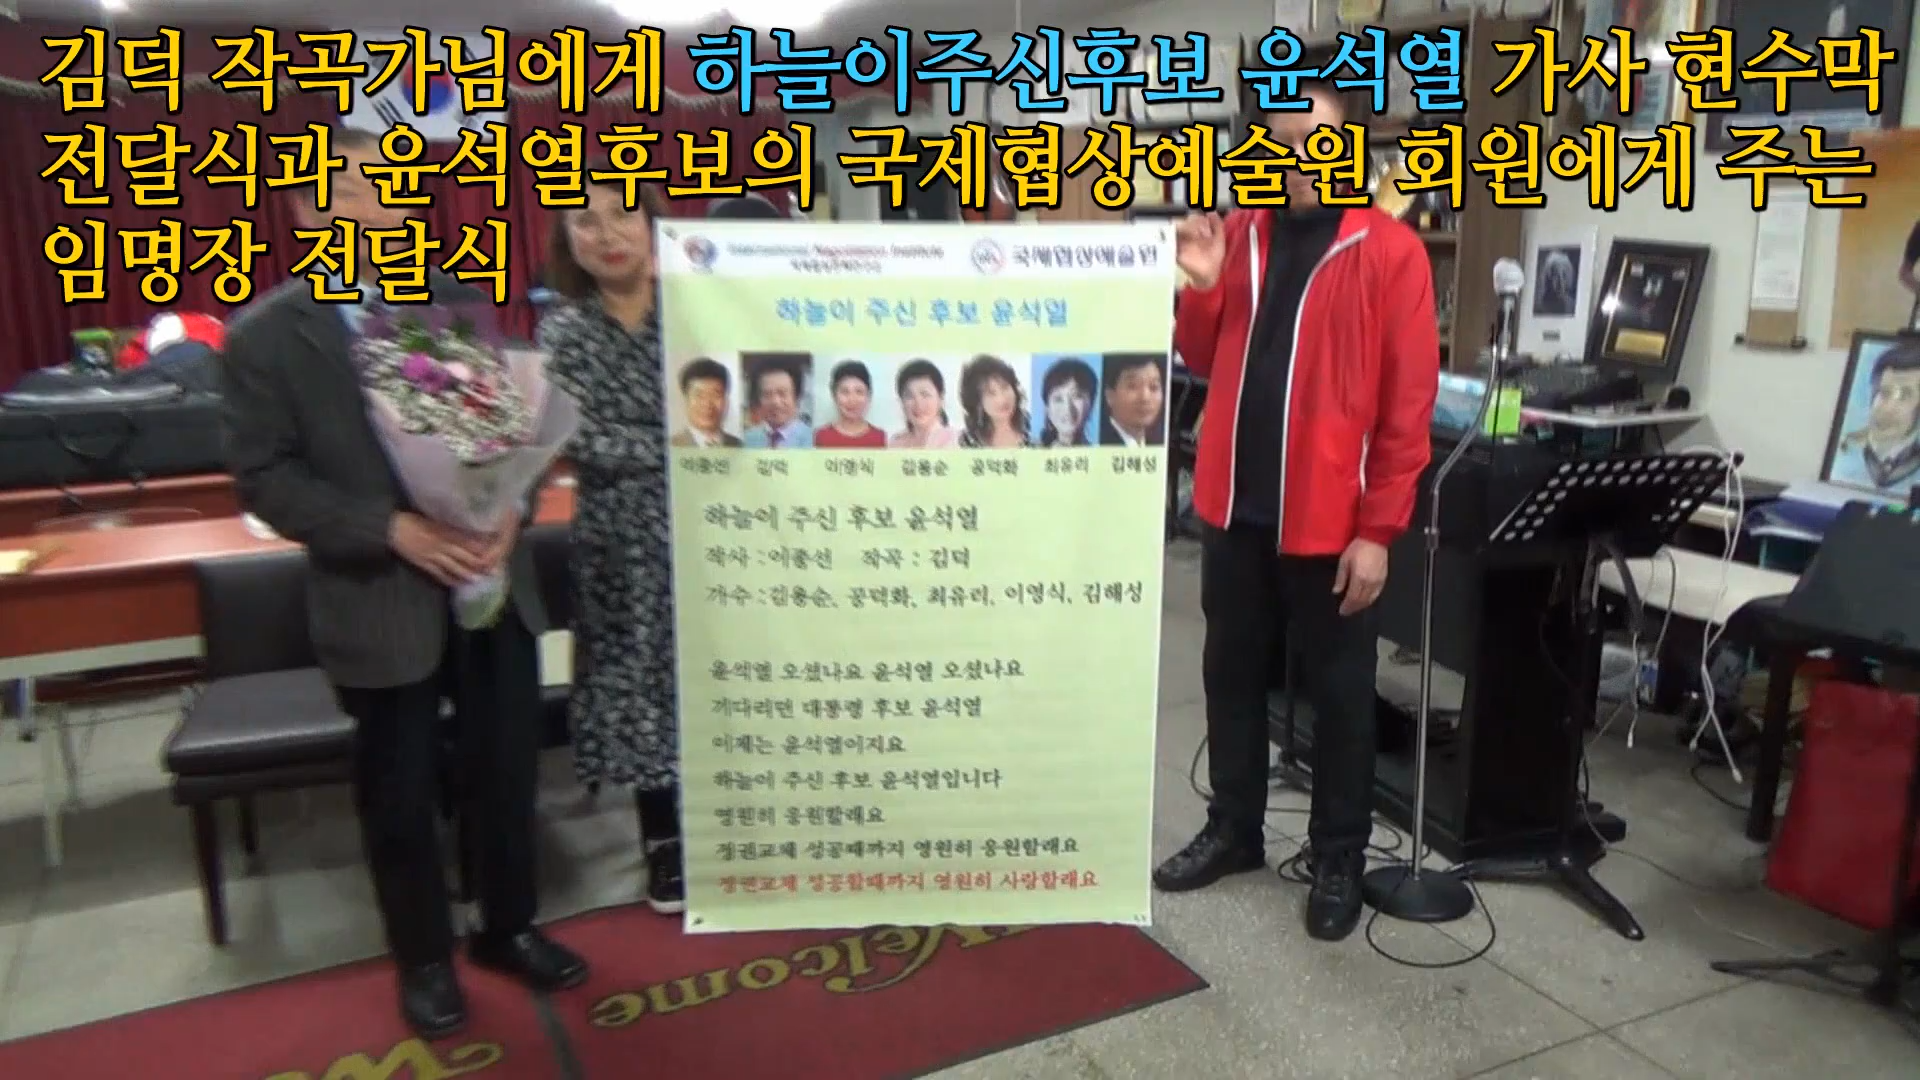 김덕 작곡가님에게 하늘이주신후보 윤석열 가사 현수막
전달식과 윤석열후보의 국제협상예술원 회원에게 주는
임명장 전달식
International Negotiation Institute
국제협상예술원
하늘이 주신 후보 윤석열
김덕 이영식 김용순 공덕화 최유리 김해성
하늘이 주신 후보 윤석열
작사 : 작곡 : 김덕
가수 : 김용순, 공덕화, 최유리, 이영식, 김해성
윤석열 오셨나요 윤석열 오셨나요
기다리던 대통령 후보 윤석열
이제는 윤석열이지요
하늘이 주신 후보 윤석열입니다
영원히 응원할래요
정권교체 성공때까지 영원히 응원할래요
정권교체 성공할때까지 영원히 사랑할래요
Welcome